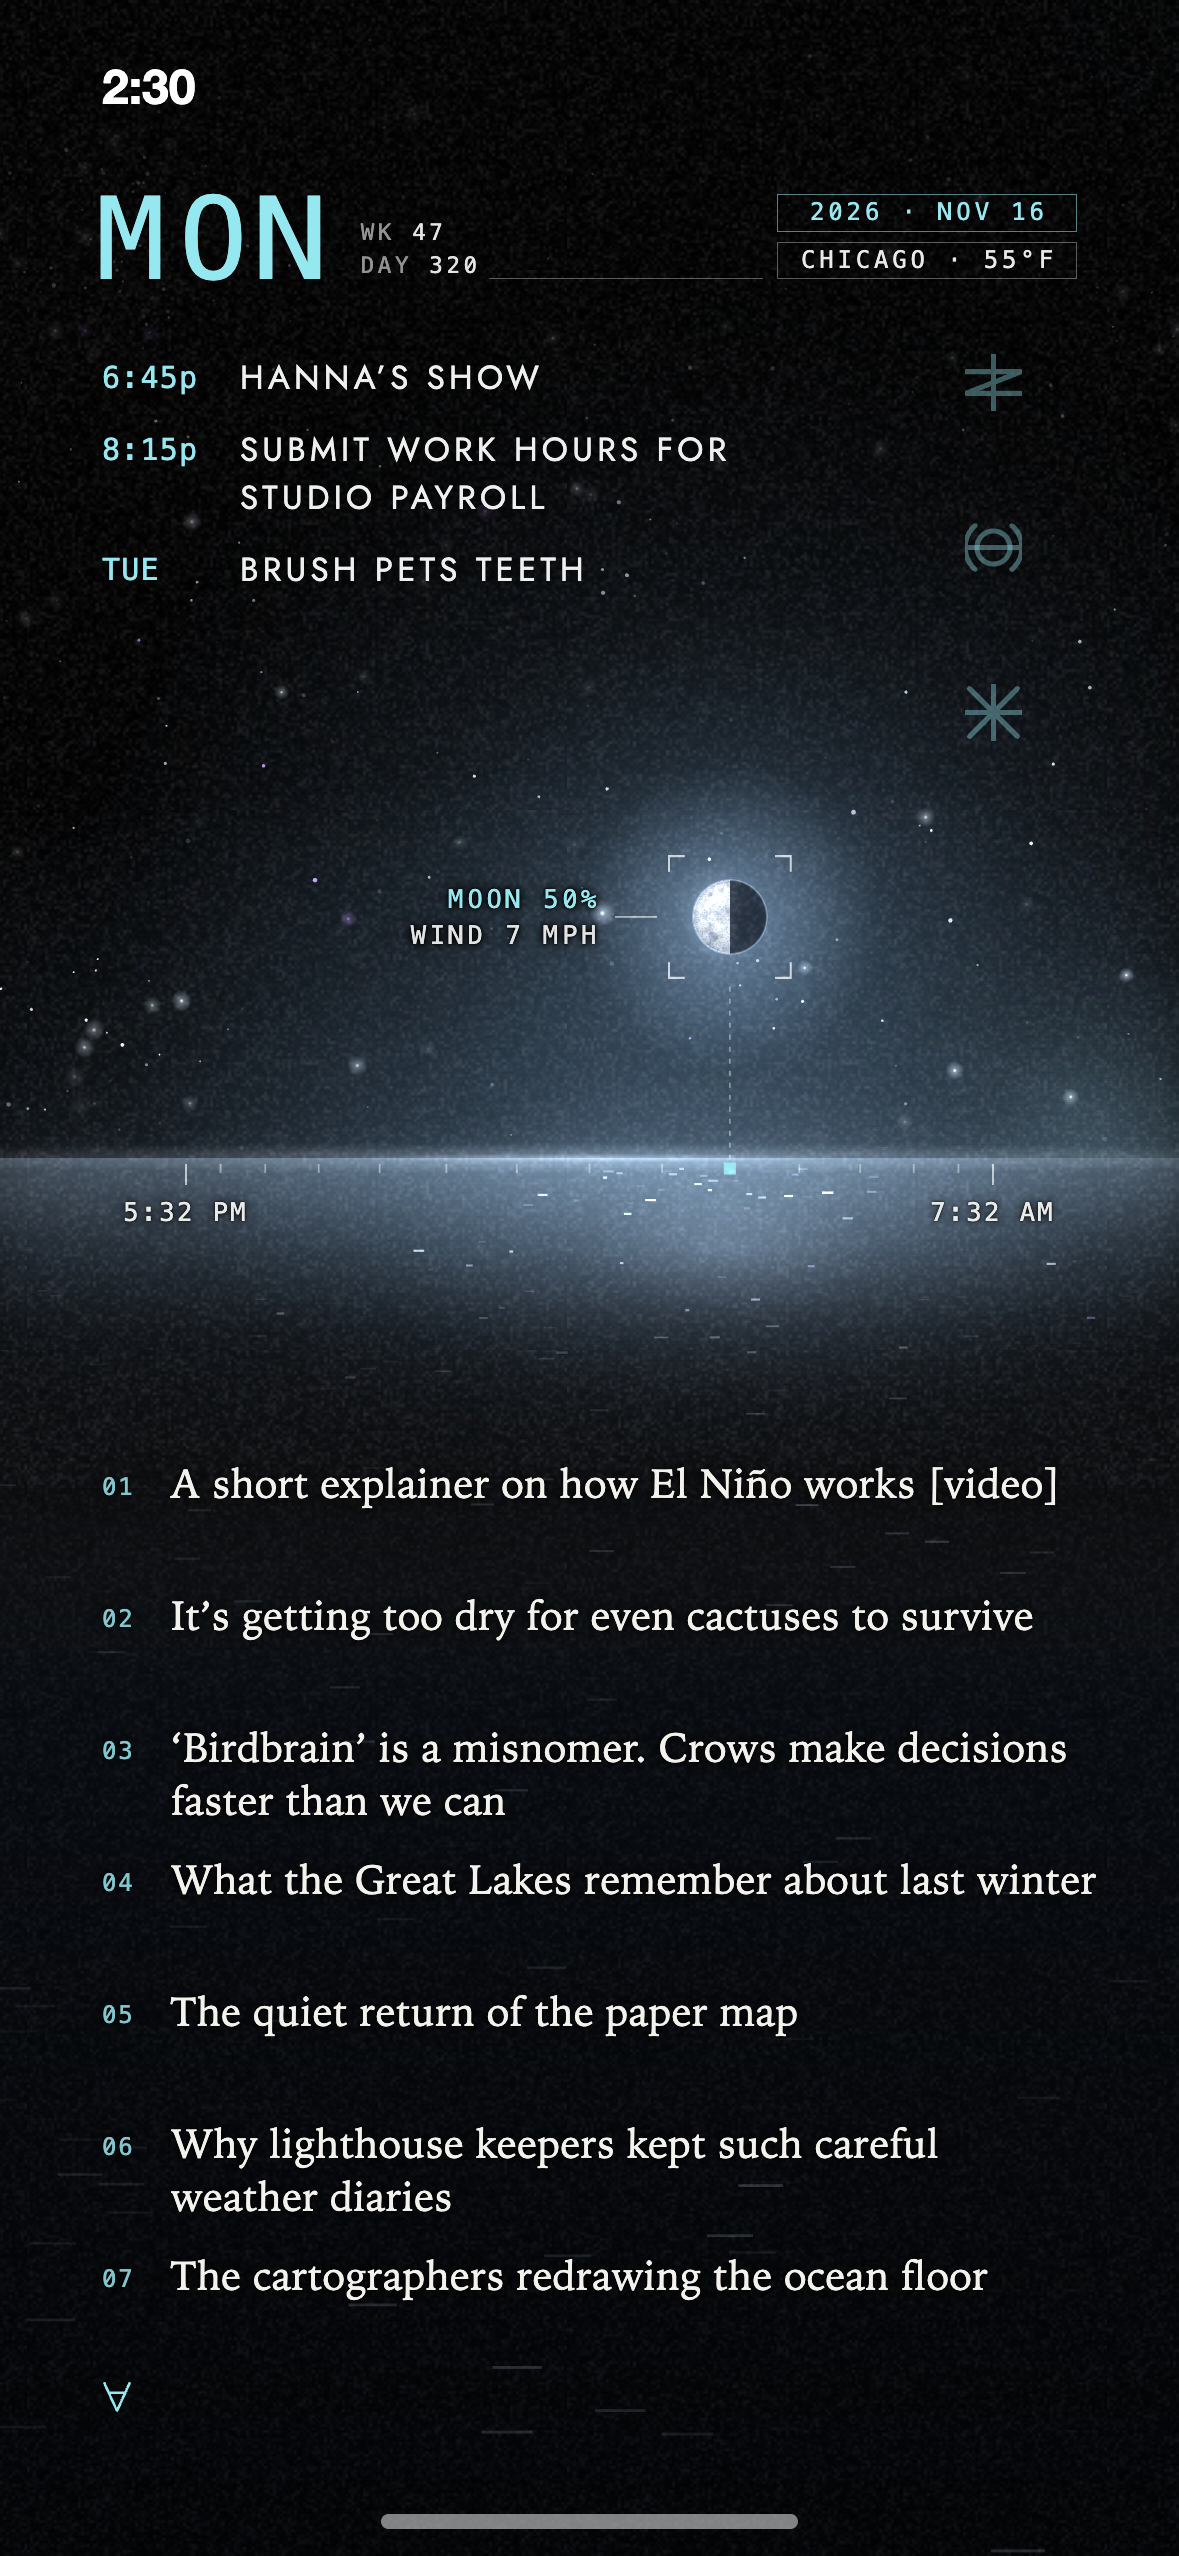 2:30
MON
WK 47
DAY 320
2026 · NOV 16
CHICAGO · 55°F
6:45p HANNA’S SHOW
8:15p SUBMIT WORK HOURS FOR
STUDIO PAYROLL
TUE BRUSH PETS TEETH
MOON 50%
WIND 7 MPH
5:32 PM
7:32 AM
01 A short explainer on how El Niño works [video]
02 It’s getting too dry for even cactuses to survive
03 ‘Birdbrain’ is a misnomer. Crows make decisions
faster than we can
04 What the Great Lakes remember about last winter
05 The quiet return of the paper map
06 Why lighthouse keepers kept such careful
weather diaries
07 The cartographers redrawing the ocean floor